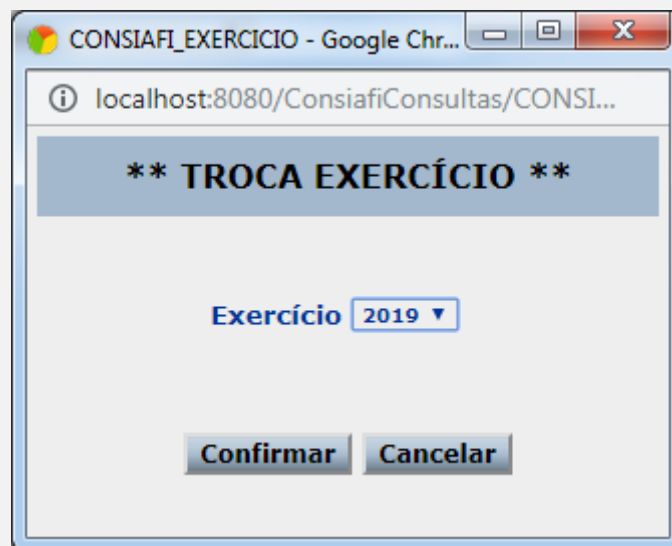 CONSIAFI_EXERCICIO - Google Chr...
localhost:8080/ConsiafiConsultas/CONSI...
** TROCA EXERCÍCIO **
Exercício 2019
Confirmar Cancelar